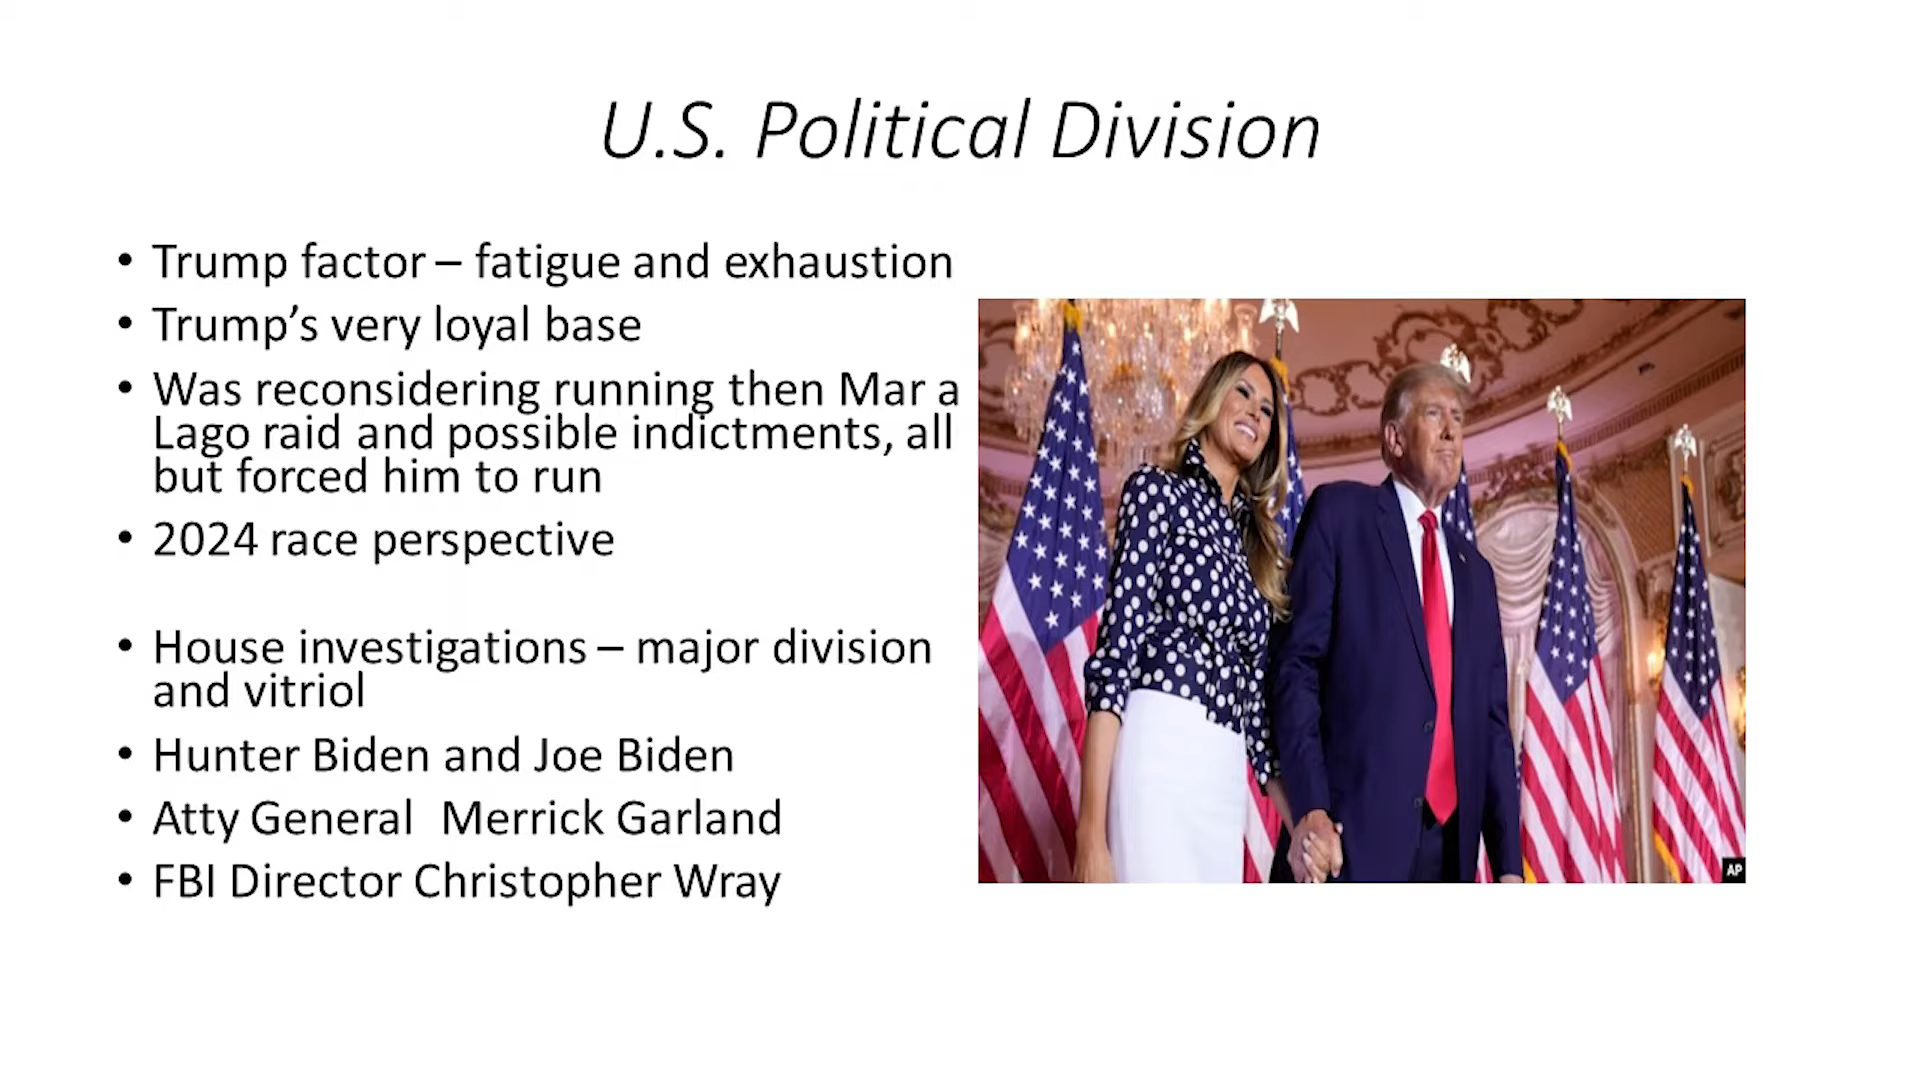 U.S. Political Division
• Trump factor – fatigue and exhaustion
• Trump’s very loyal base
• Was reconsidering running then Mar a
Lago raid and possible indictments, all
but forced him to run
• 2024 race perspective
• House investigations – major division
and vitriol
• Hunter Biden and Joe Biden
• Atty General  Merrick Garland
• FBI Director Christopher Wray
AP